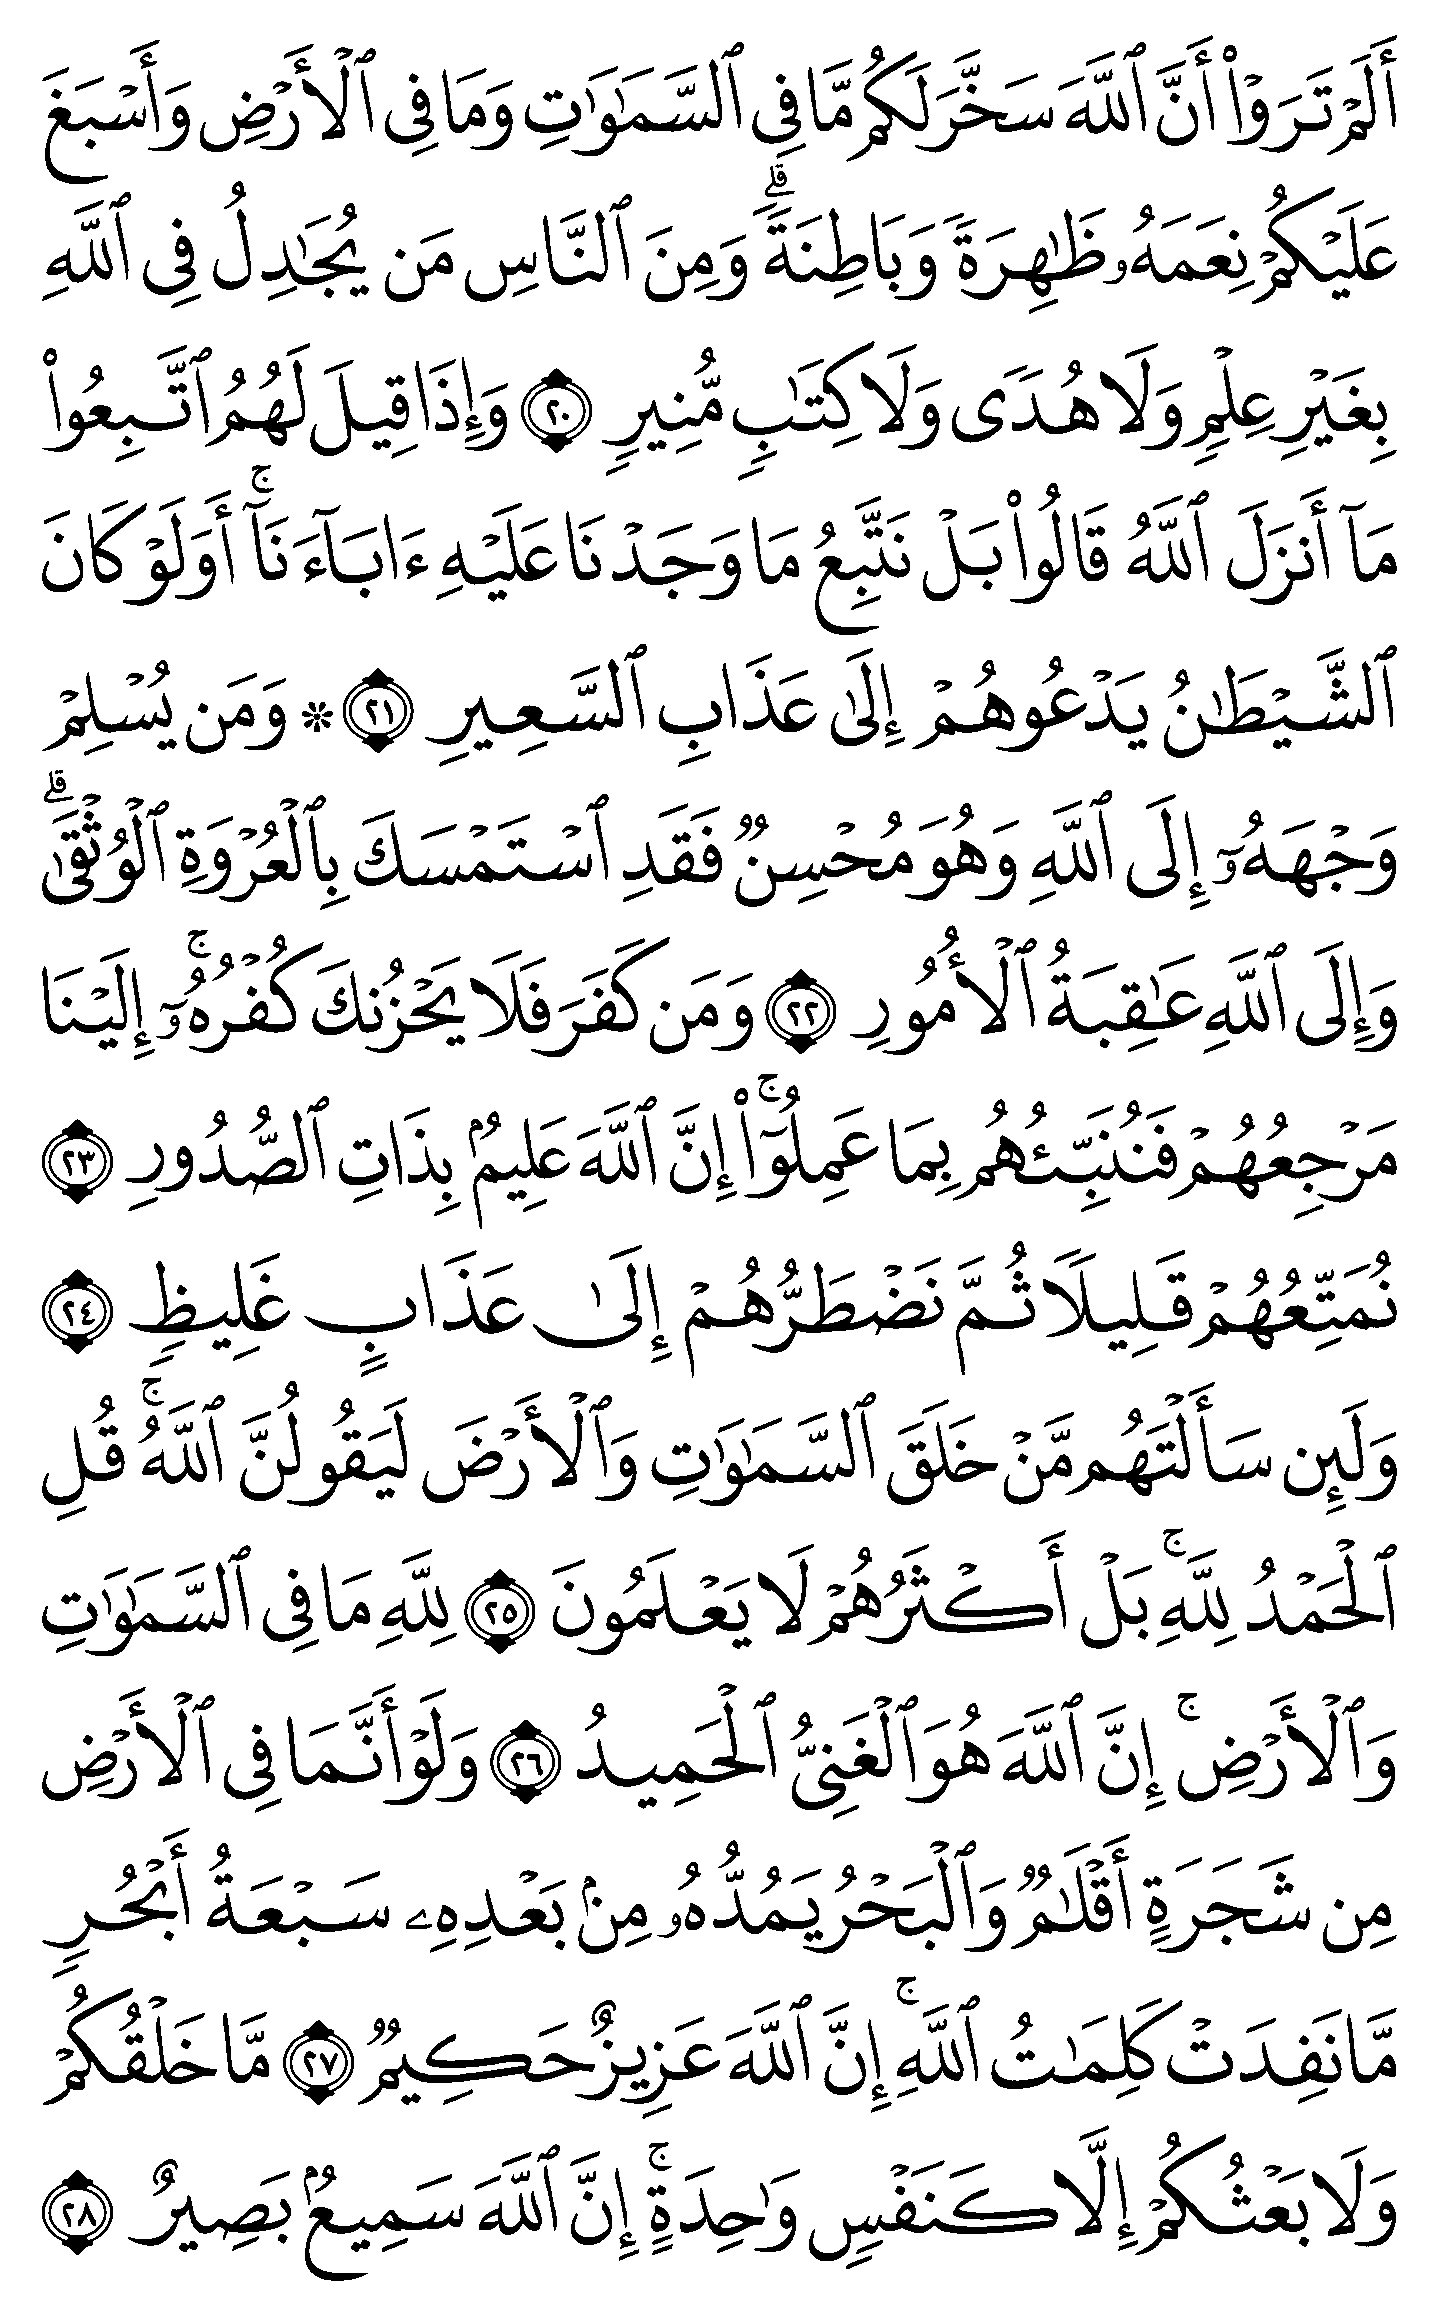 أَلَمْ تَرَوْا۟ أَنَّ ٱللَّهَ سَخَّرَ لَكُم مَّا فِى ٱلسَّمَـٰوَٰتِ وَمَا فِى ٱلْأَرْضِ وَأَسْبَغَ
عَلَيْكُمْ نِعَمَهُۥ ظَـٰهِرَةً وَبَاطِنَةً ۗ وَمِنَ ٱلنَّاسِ مَن يُجَـٰدِلُ فِى ٱللَّهِ
بِغَيْرِ عِلْمٍ وَلَا هُدًى وَلَا كِتَـٰبٍ مُّنِيرٍ ٢٠ وَإِذَا قِيلَ لَهُمُ ٱتَّبِعُوا۟
مَآ أَنزَلَ ٱللَّهُ قَالُوا۟ بَلْ نَتَّبِعُ مَا وَجَدْنَا عَلَيْهِ ءَابَآءَنَآ ۚ أَوَلَوْ كَانَ
ٱلشَّيْطَـٰنُ يَدْعُوهُمْ إِلَىٰ عَذَابِ ٱلسَّعِيرِ ٢١ ۞ وَمَن يُسْلِمْ
وَجْهَهُۥٓ إِلَى ٱللَّهِ وَهُوَ مُحْسِنٌ فَقَدِ ٱسْتَمْسَكَ بِٱلْعُرْوَةِ ٱلْوُثْقَىٰ ۗ
وَإِلَى ٱللَّهِ عَـٰقِبَةُ ٱلْأُمُورِ ٢٢ وَمَن كَفَرَ فَلَا يَحْزُنكَ كُفْرُهُۥٓ ۚ إِلَيْنَا
مَرْجِعُهُمْ فَنُنَبِّئُهُم بِمَا عَمِلُوٓا۟ ۚ إِنَّ ٱللَّهَ عَلِيمٌۢ بِذَاتِ ٱلصُّدُورِ ٢٣
نُمَتِّعُهُمْ قَلِيلًا ثُمَّ نَضْطَرُّهُمْ إِلَىٰ عَذَابٍ غَلِيظٍ ٢٤
وَلَئِن سَأَلْتَهُم مَّنْ خَلَقَ ٱلسَّمَـٰوَٰتِ وَٱلْأَرْضَ لَيَقُولُنَّ ٱللَّهُ ۚ قُلِ
ٱلْحَمْدُ لِلَّهِ ۚ بَلْ أَكْثَرُهُمْ لَا يَعْلَمُونَ ٢٥ لِلَّهِ مَا فِى ٱلسَّمَـٰوَٰتِ
وَٱلْأَرْضِ ۚ إِنَّ ٱللَّهَ هُوَ ٱلْغَنِىُّ ٱلْحَمِيدُ ٢٦ وَلَوْ أَنَّمَا فِى ٱلْأَرْضِ
مِن شَجَرَةٍ أَقْلَـٰمٌ وَٱلْبَحْرُ يَمُدُّهُۥ مِنۢ بَعْدِهِۦ سَبْعَةُ أَبْحُرٍ
مَّا نَفِدَتْ كَلِمَـٰتُ ٱللَّهِ ۚ إِنَّ ٱللَّهَ عَزِيزٌ حَكِيمٌ ٢٧ مَّا خَلْقُكُمْ
وَلَا بَعْثُكُمْ إِلَّا كَنَفْسٍ وَٰحِدَةٍ ۚ إِنَّ ٱللَّهَ سَمِيعٌۢ بَصِيرٌ ٢٨